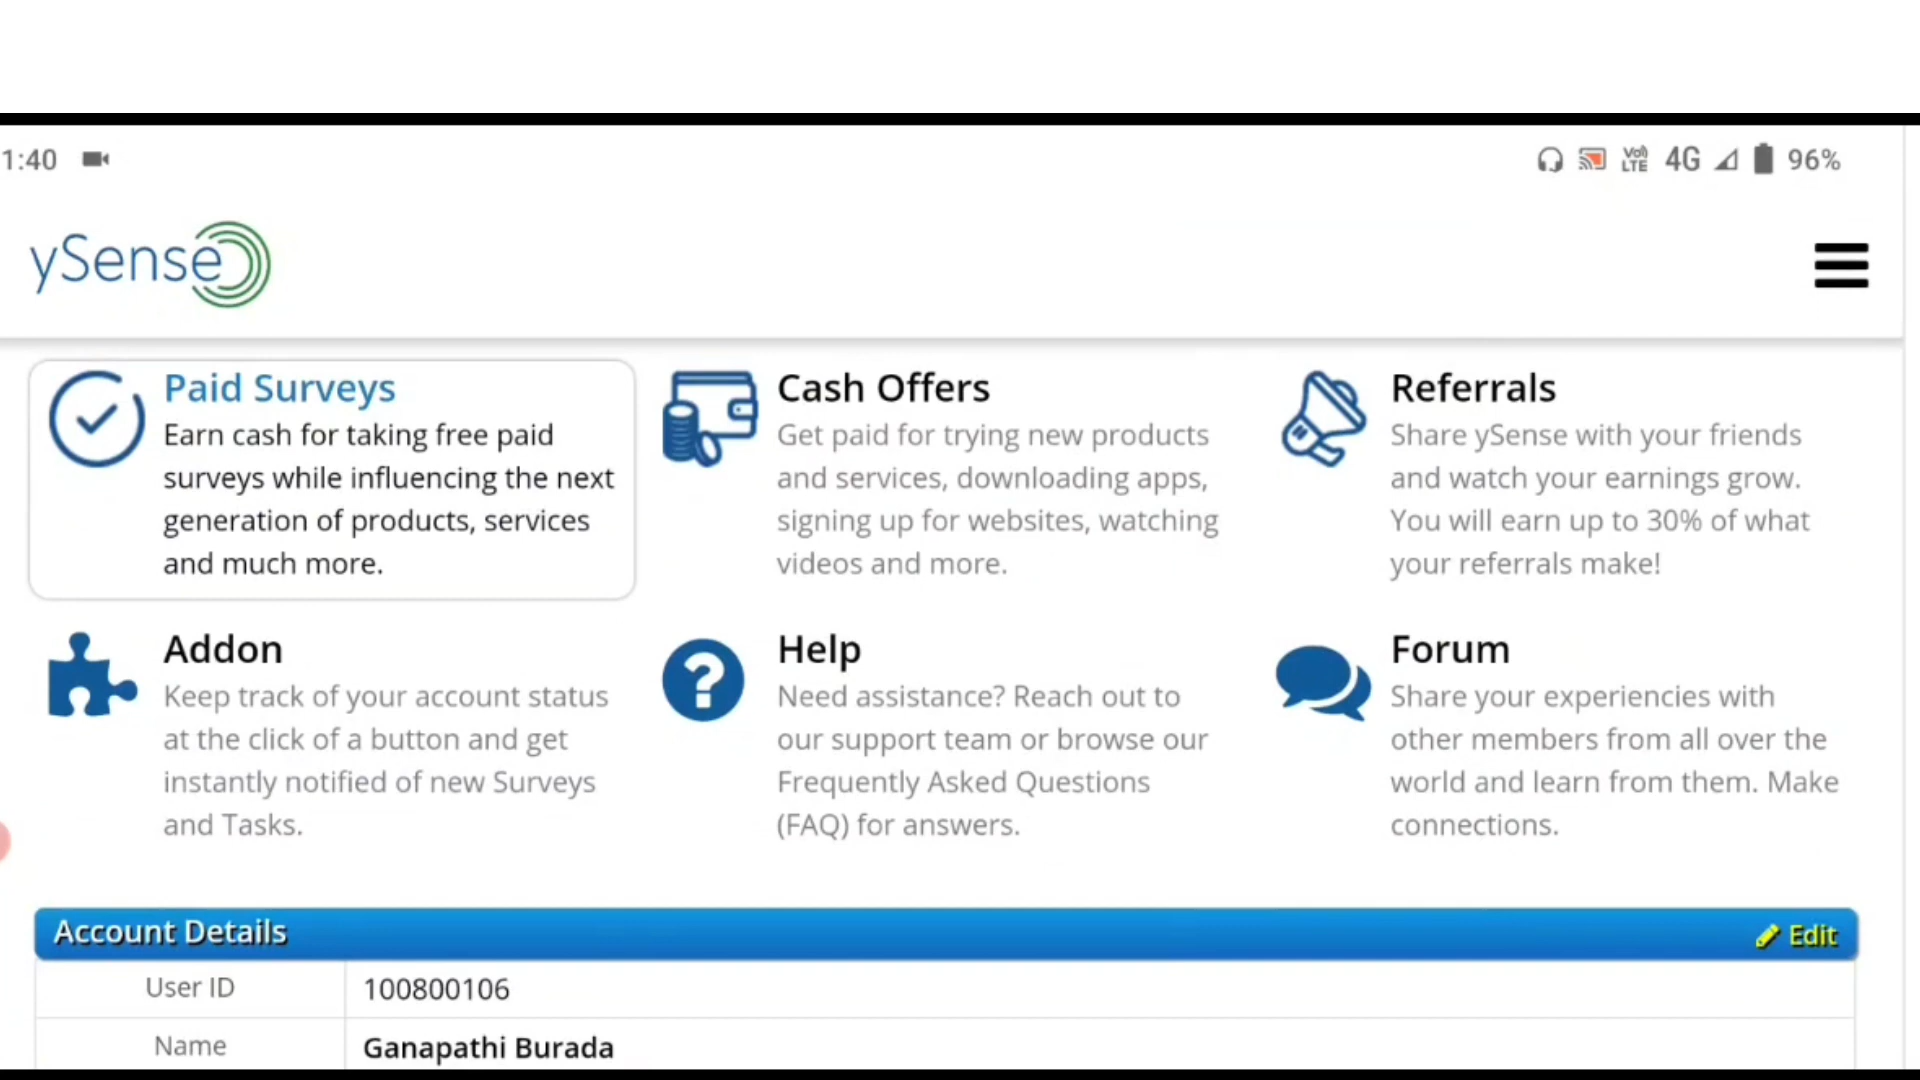 1:40
Vo) LTE 4G 96%
ySense
Paid Surveys
Earn cash for taking free paid
surveys while influencing the next
generation of products, services
and much more.
Cash Offers
Get paid for trying new products
and services, downloading apps,
signing up for websites, watching
videos and more.
Referrals
Share ySense with your friends
and watch your earnings grow.
You will earn up to 30% of what
your referrals make!
Addon
Keep track of your account status
at the click of a button and get
instantly notified of new Surveys
and Tasks.
Help
Need assistance? Reach out to
our support team or browse our
Frequently Asked Questions
(FAQ) for answers.
Forum
Share your experiencies with
other members from all over the
world and learn from them. Make
connections.
Account Details
Edit
User ID 100800106
Name Ganapathi Burada